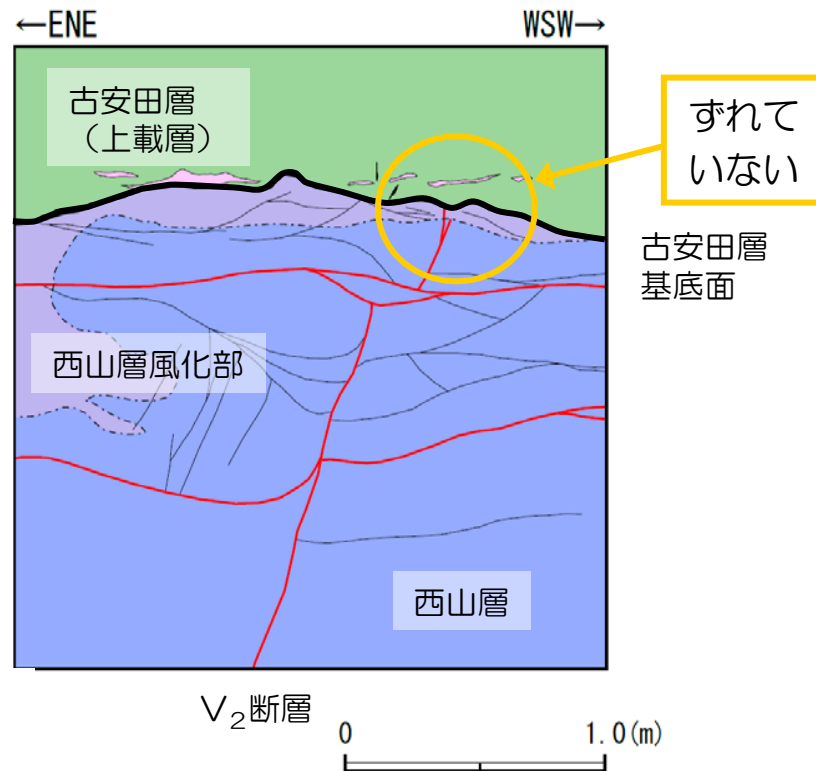 ←ENE
WSW→
古安田層
（上載層）
ずれて
いない
古安田層
基底面
西山層風化部
西山層
V₂断層
0
1.0(m)